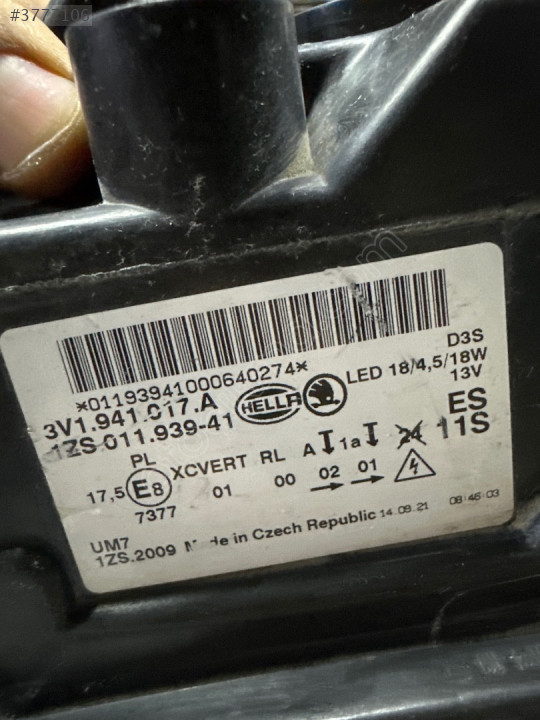 #3777106
D3S
LED 18/4,5/18W
13V
*011939410000640274*
3V1.941.017.A
HELLA
1ZS 011.939-41
ES
PL
XCVERT RL A 1a 24 11S
17,5 E8 01 00 02 01
7377
UM7
1ZS.2009 Made in Czech Republic 14.09.21 08:46:03